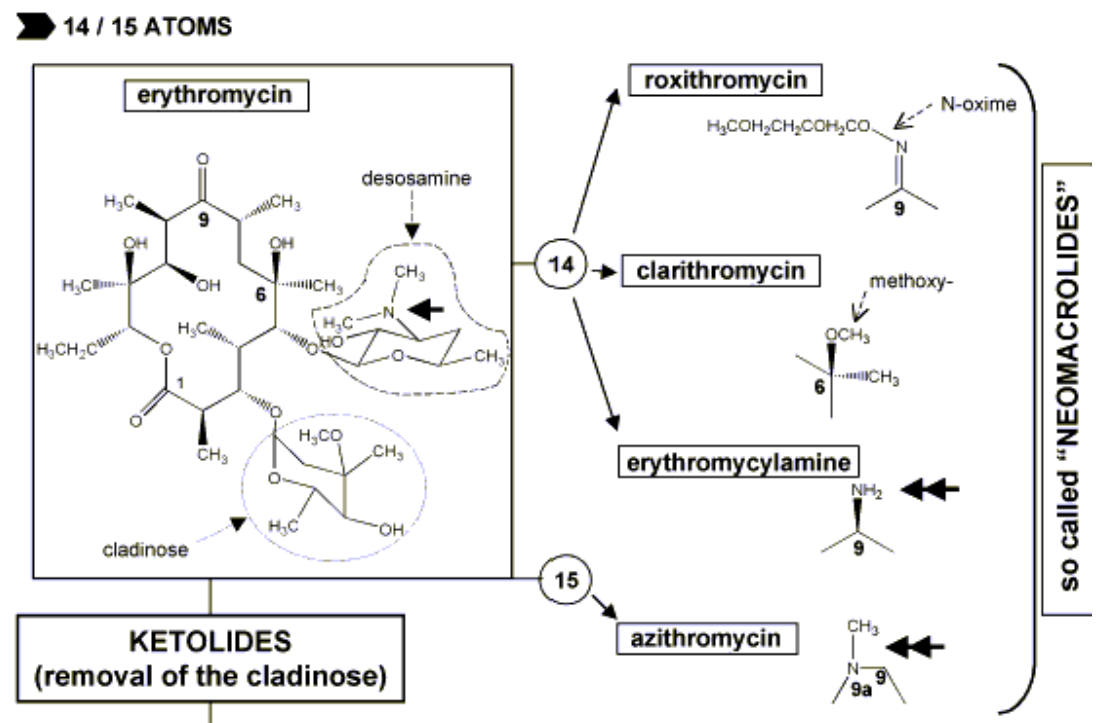 14 / 15 ATOMS
erythromycin
O
9
H₃C
CH₃
desosamine
OH
OH
H₃C
OH
6
CH₃
CH₃
N
H₃C
HO
O
CH₃
H₃C
O
H₃C
O
1
O
CH₃
O
H₃CO
CH₃
O
H₃C
OH
cladinose
KETOLIDES
(removal of the cladinose)
14
15
roxithromycin
N-oxime
H₃COH₂CH₂COH₂CO
N
9
clarithromycin
methoxy-
OCH₃
6
CH₃
erythromycylamine
NH₂
9
azithromycin
CH₃
N
9
9a
so called “NEOMACROLIDES”